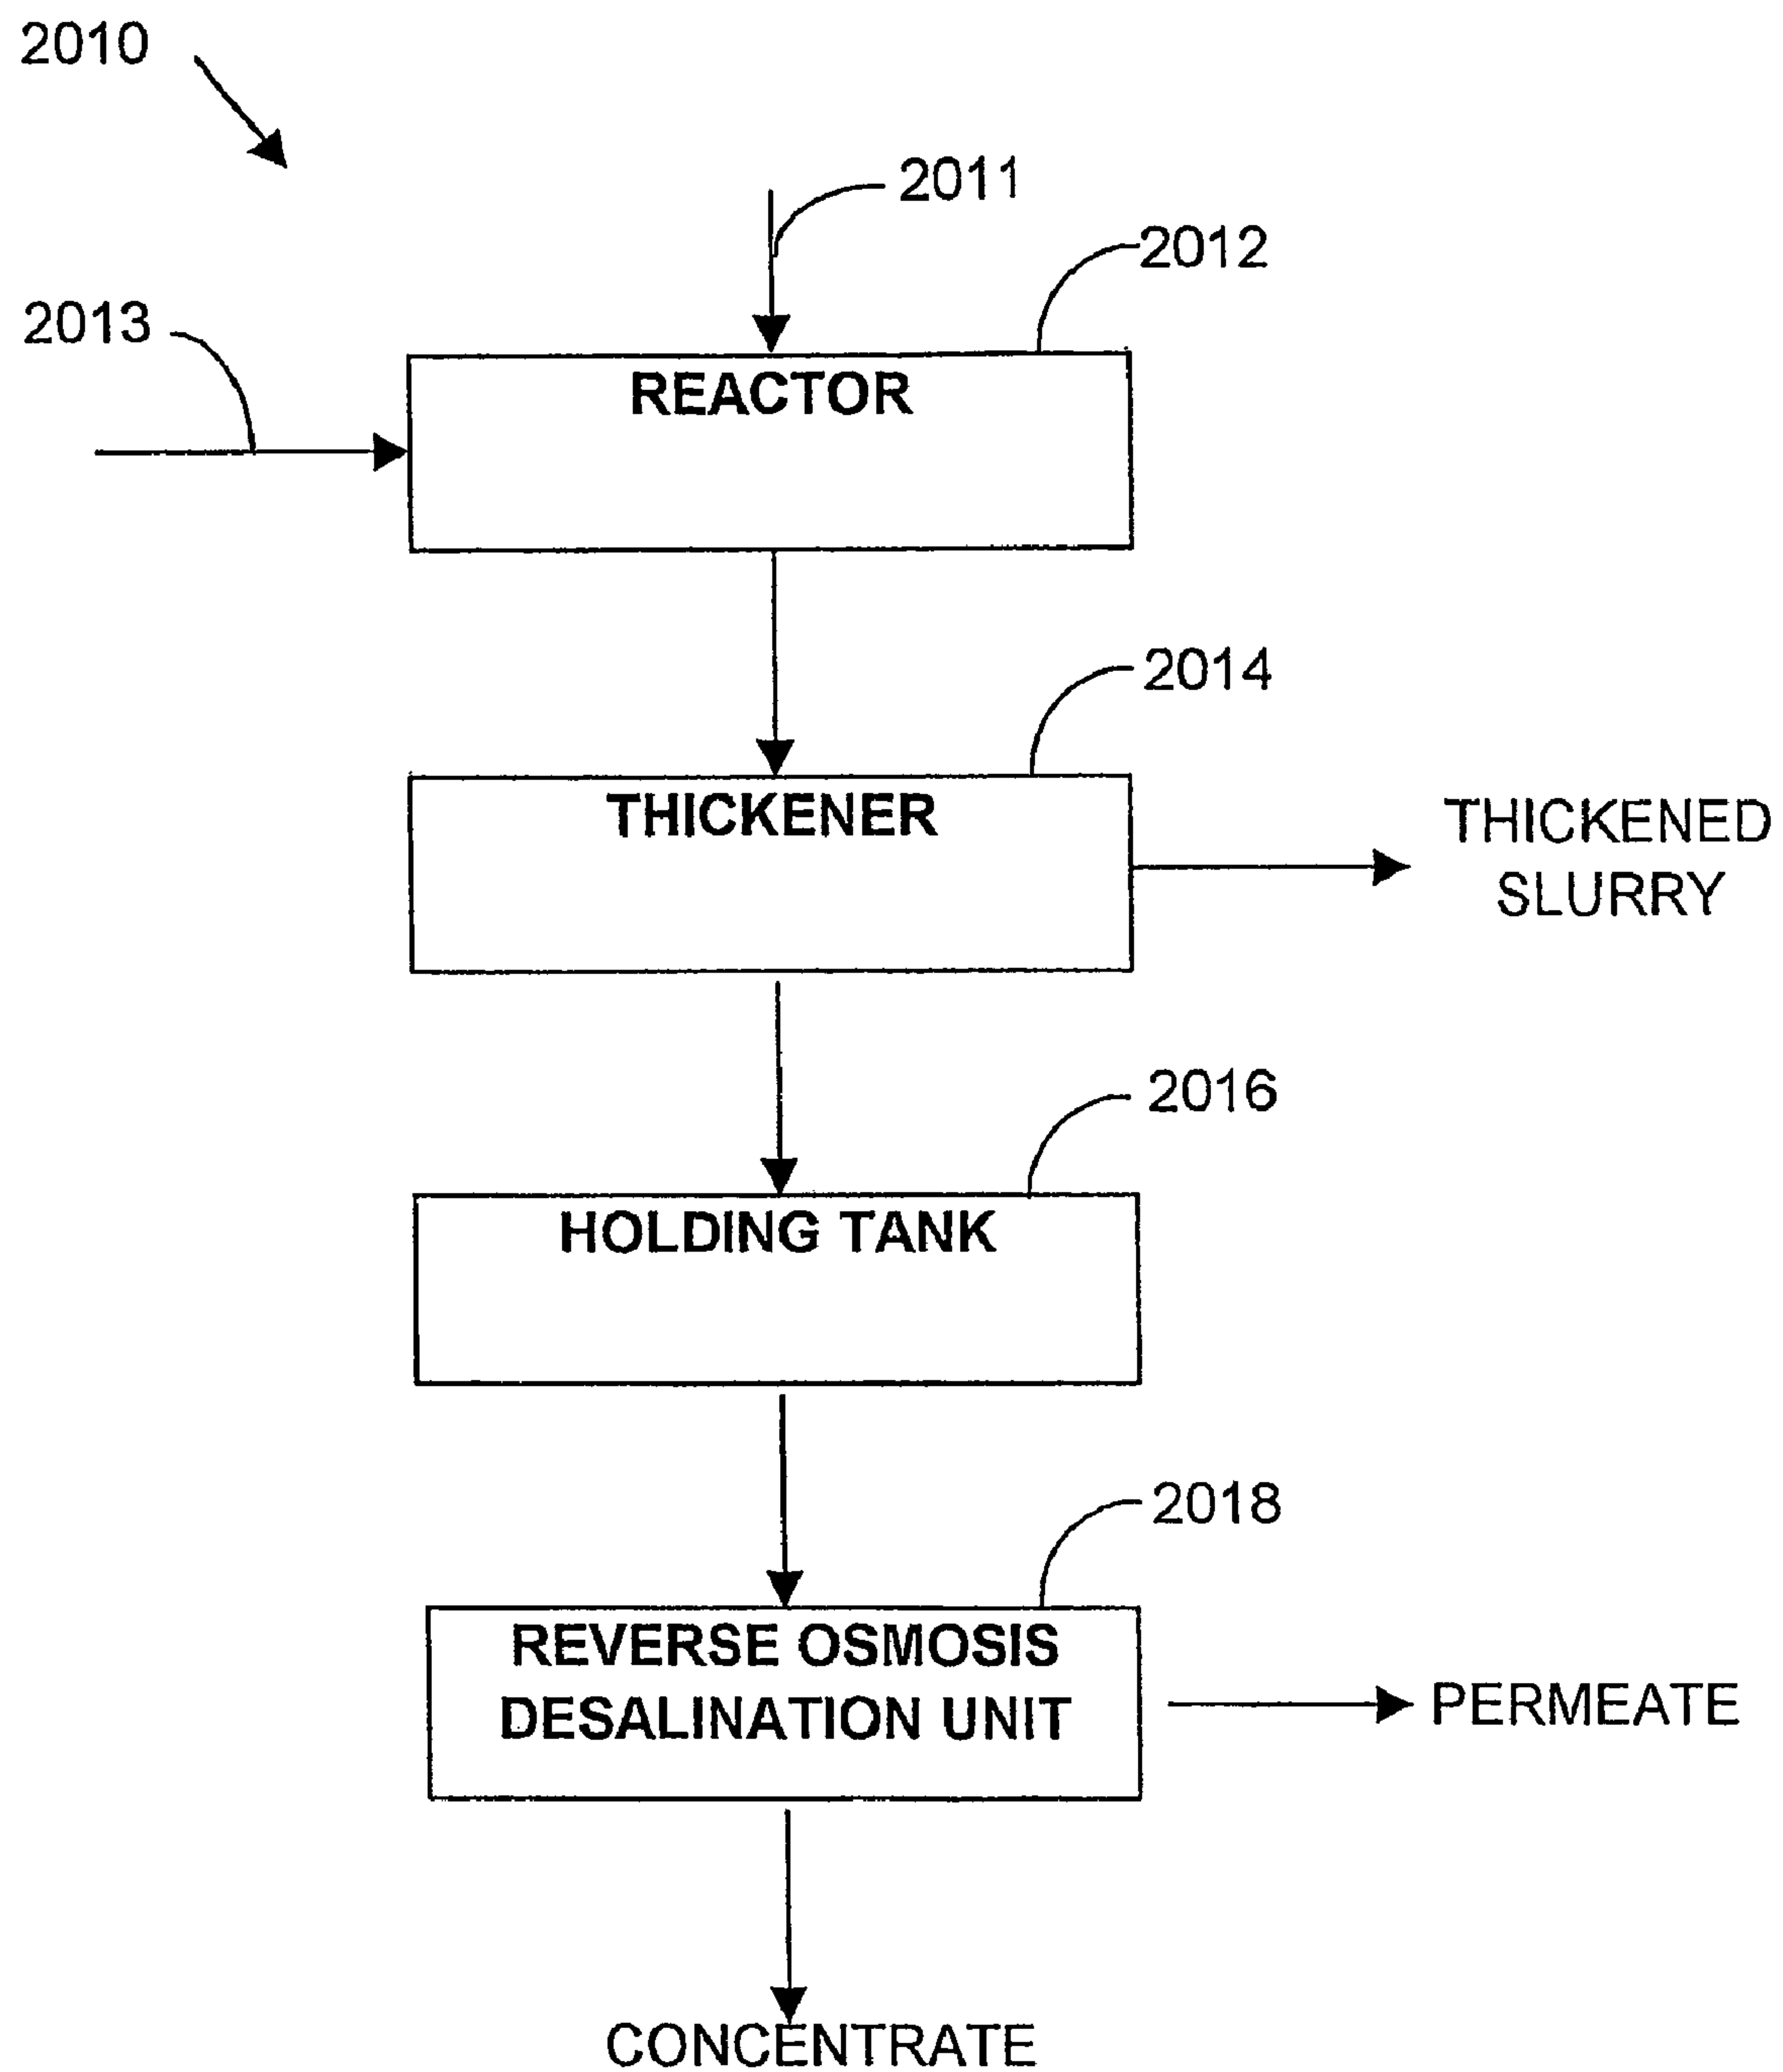 2010
2011
2012
2013
REACTOR
2014
THICKENER
THICKENED
SLURRY
2016
HOLDING TANK
2018
REVERSE OSMOSIS
DESALINATION UNIT
PERMEATE
CONCENTRATE